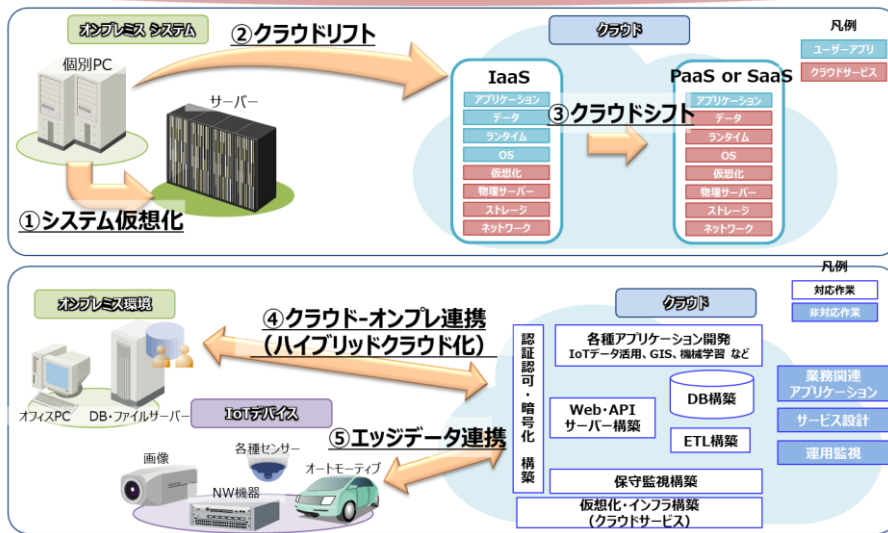 オンプレミス システム
②クラウドリフト
クラウド
凡例
ユーザーアプリ
クラウドサービス
個別PC
サーバー
①システム仮想化
IaaS
アプリケーション
データ
ランタイム
OS
仮想化
物理サーバー
ストレージ
ネットワーク
③クラウドシフト
PaaS or SaaS
アプリケーション
データ
ランタイム
OS
仮想化
物理サーバー
ストレージ
ネットワーク
オンプレミス環境
④クラウド-オンプレ連携
(ハイブリッドクラウド化)
クラウド
凡例
対応作業
非対応作業
オフィスPC
DB・ファイルサーバー
IoTデバイス
⑤エッジデータ連携
画像
各種センサー
オートモーティブ
NW機器
認証認可・暗号化 構築
各種アプリケーション開発
IoTデータ活用、GIS、機械学習 など
Web・API
サーバー構築
DB構築
ETL構築
保守監視構築
仮想化・インフラ構築
(クラウドサービス)
業務関連
アプリケーション
サービス設計
運用監視